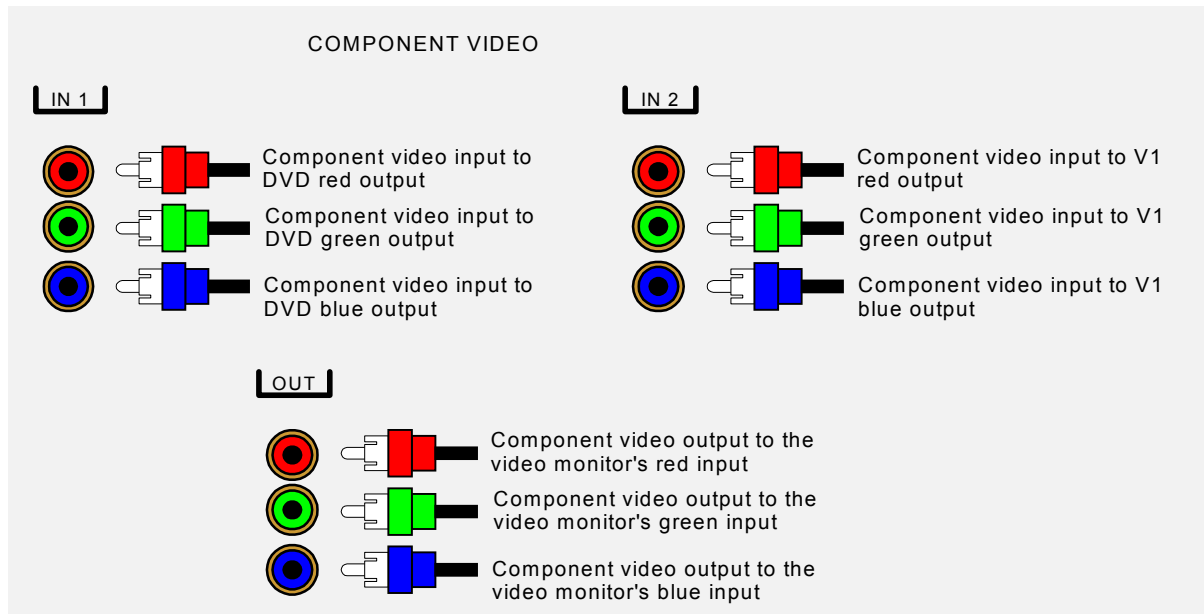 COMPONENT VIDEO
IN 1
Component video input to
DVD red output
Component video input to
DVD green output
Component video input to
DVD blue output
IN 2
Component video input to V1
red output
Component video input to V1
green output
Component video input to V1
blue output
OUT
Component video output to the
video monitor's red input
Component video output to the
video monitor's green input
Component video output to the
video monitor's blue input